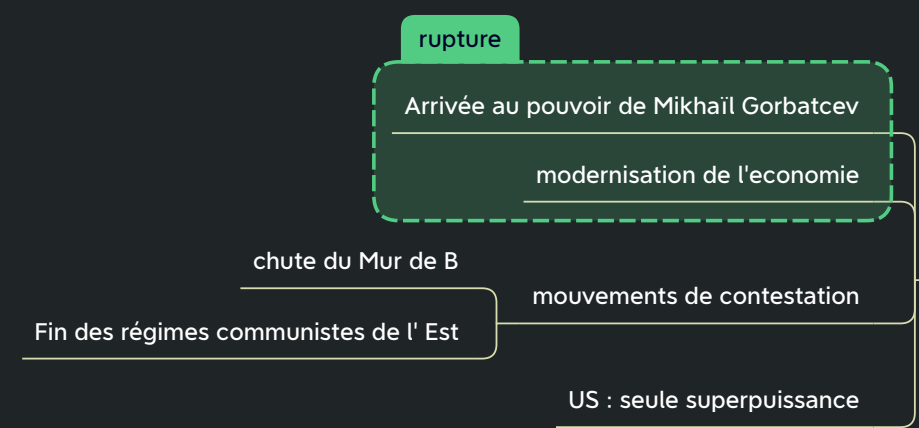 rupture
Arrivée au pouvoir de Mikhaïl Gorbatcev
modernisation de l'economie
chute du Mur de B
mouvements de contestation
Fin des régimes communistes de l' Est
US : seule superpuissance